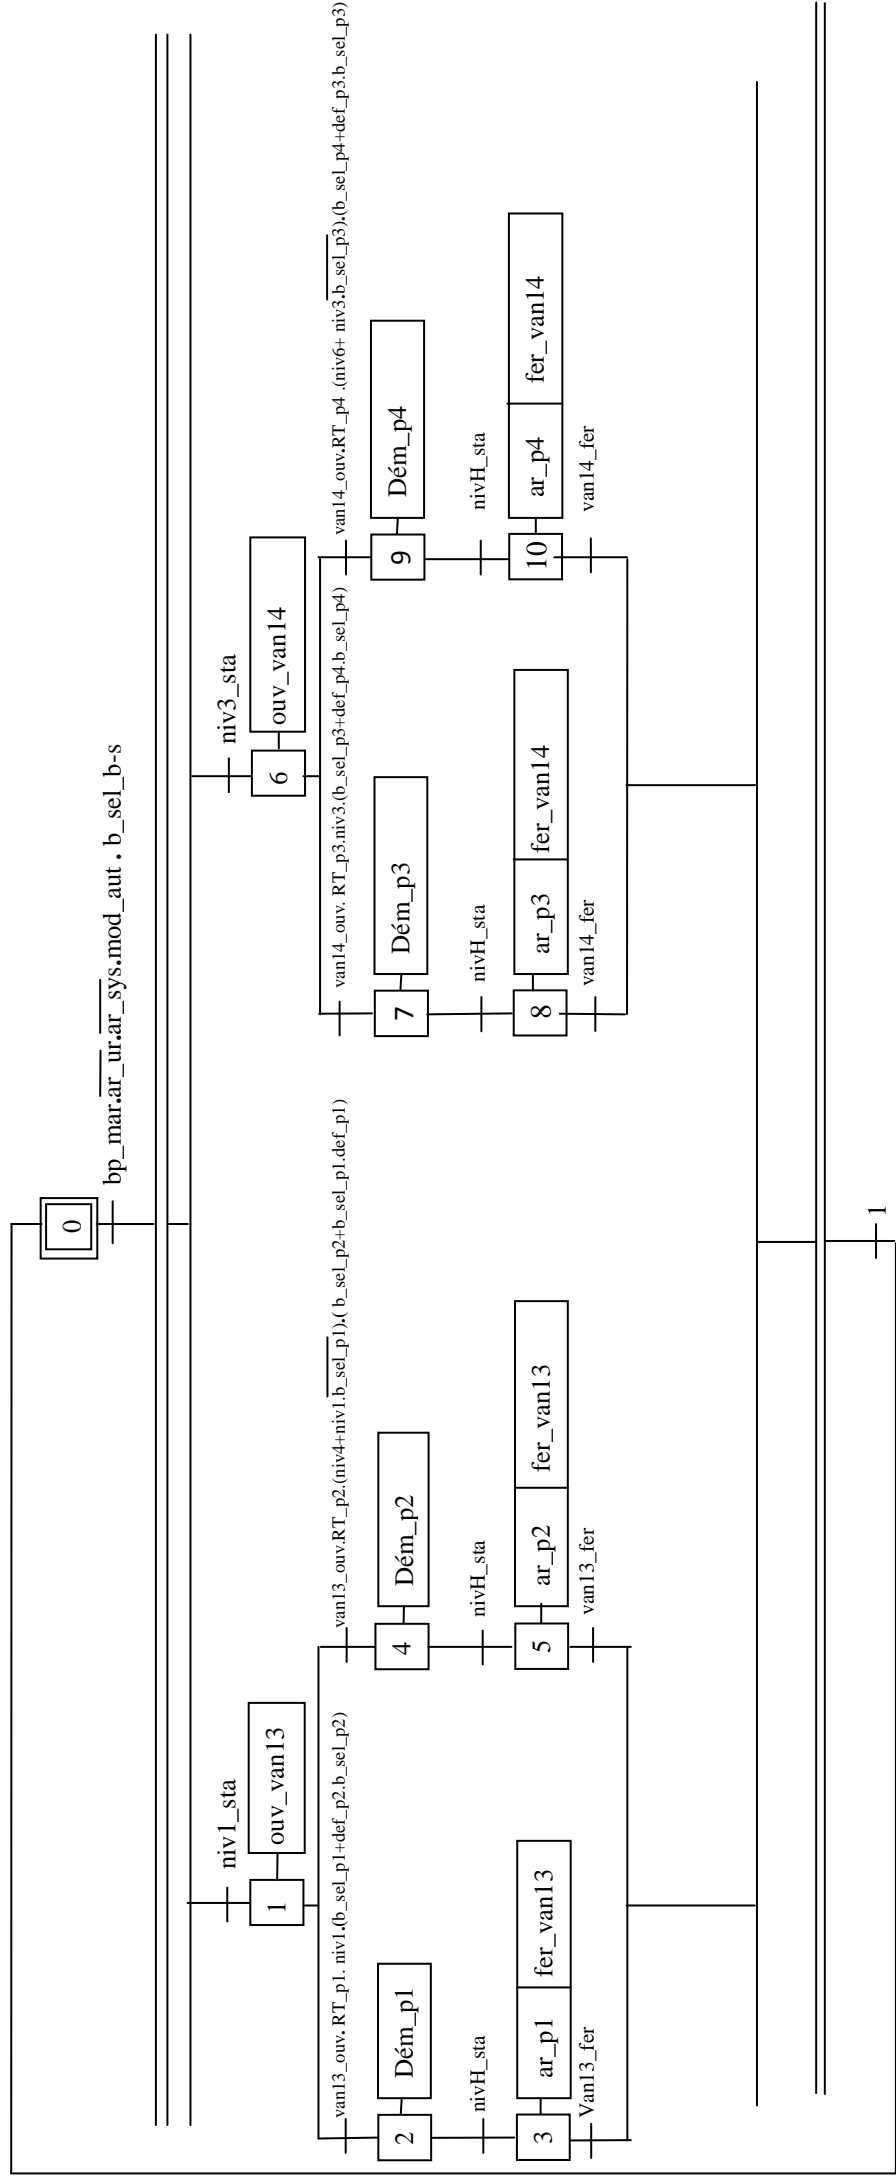 0
bp_mar.ar_ur.ar_sys.mod_aut . b_sel_b-s
niv1_sta
niv3_sta
1
ouv_van13
6
ouv_van14
van13_ouv. RT_p1. niv1.(b_sel_p1+def_p2.b_sel_p2)
van13_ouv.RT_p2.(niv4+niv1.b_sel_p1).( b_sel_p2+b_sel_p1.def_p1)
van14_ouv. RT_p3.niv3.(b_sel_p3+def_p4.b_sel_p4)
van14_ouv.RT_p4 .(niv6+ niv3.b_sel_p3).(b_sel_p4+def_p3.b_sel_p3)
2
Dém_p1
4
Dém_p2
7
Dém_p3
9
Dém_p4
nivH_sta
nivH_sta
nivH_sta
nivH_sta
3
ar_p1
fer_van13
5
ar_p2
fer_van13
8
ar_p3
fer_van14
10
ar_p4
fer_van14
Van13_fer
van13_fer
van14_fer
van14_fer
1